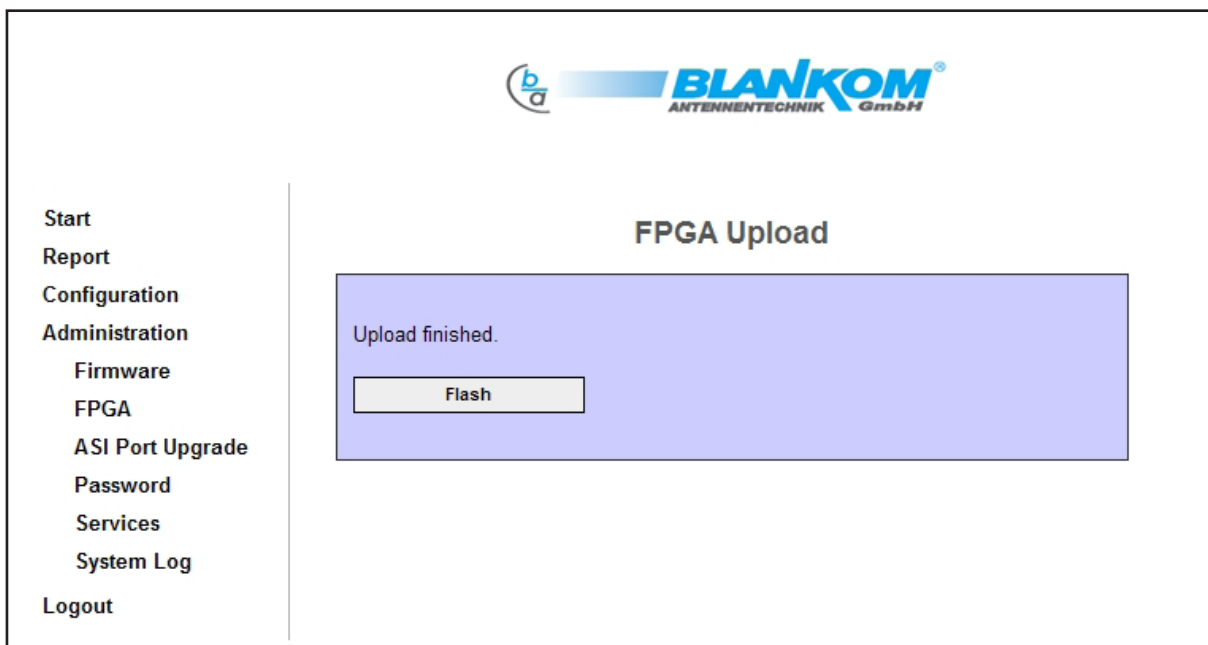 b
a
BLANKOM®
ANTENNENTECHNIK GmbH
Start
Report
Configuration
Administration
Firmware
FPGA
ASI Port Upgrade
Password
Services
System Log
Logout
FPGA Upload
Upload finished.
Flash